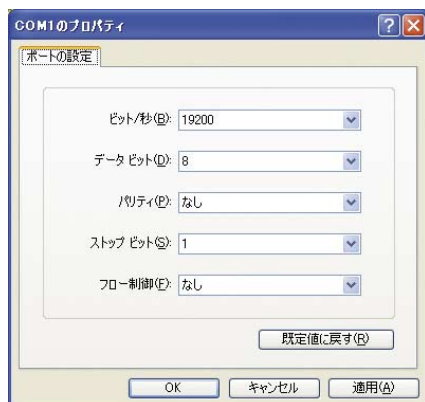 COM1のプロパティ
ポートの設定
ビット/秒(B): 19200
データ ビット(D): 8
パリティ(P): なし
ストップ ビット(S): 1
フロー制御(F): なし
既定値に戻す(R)
OK キャンセル 適用(A)